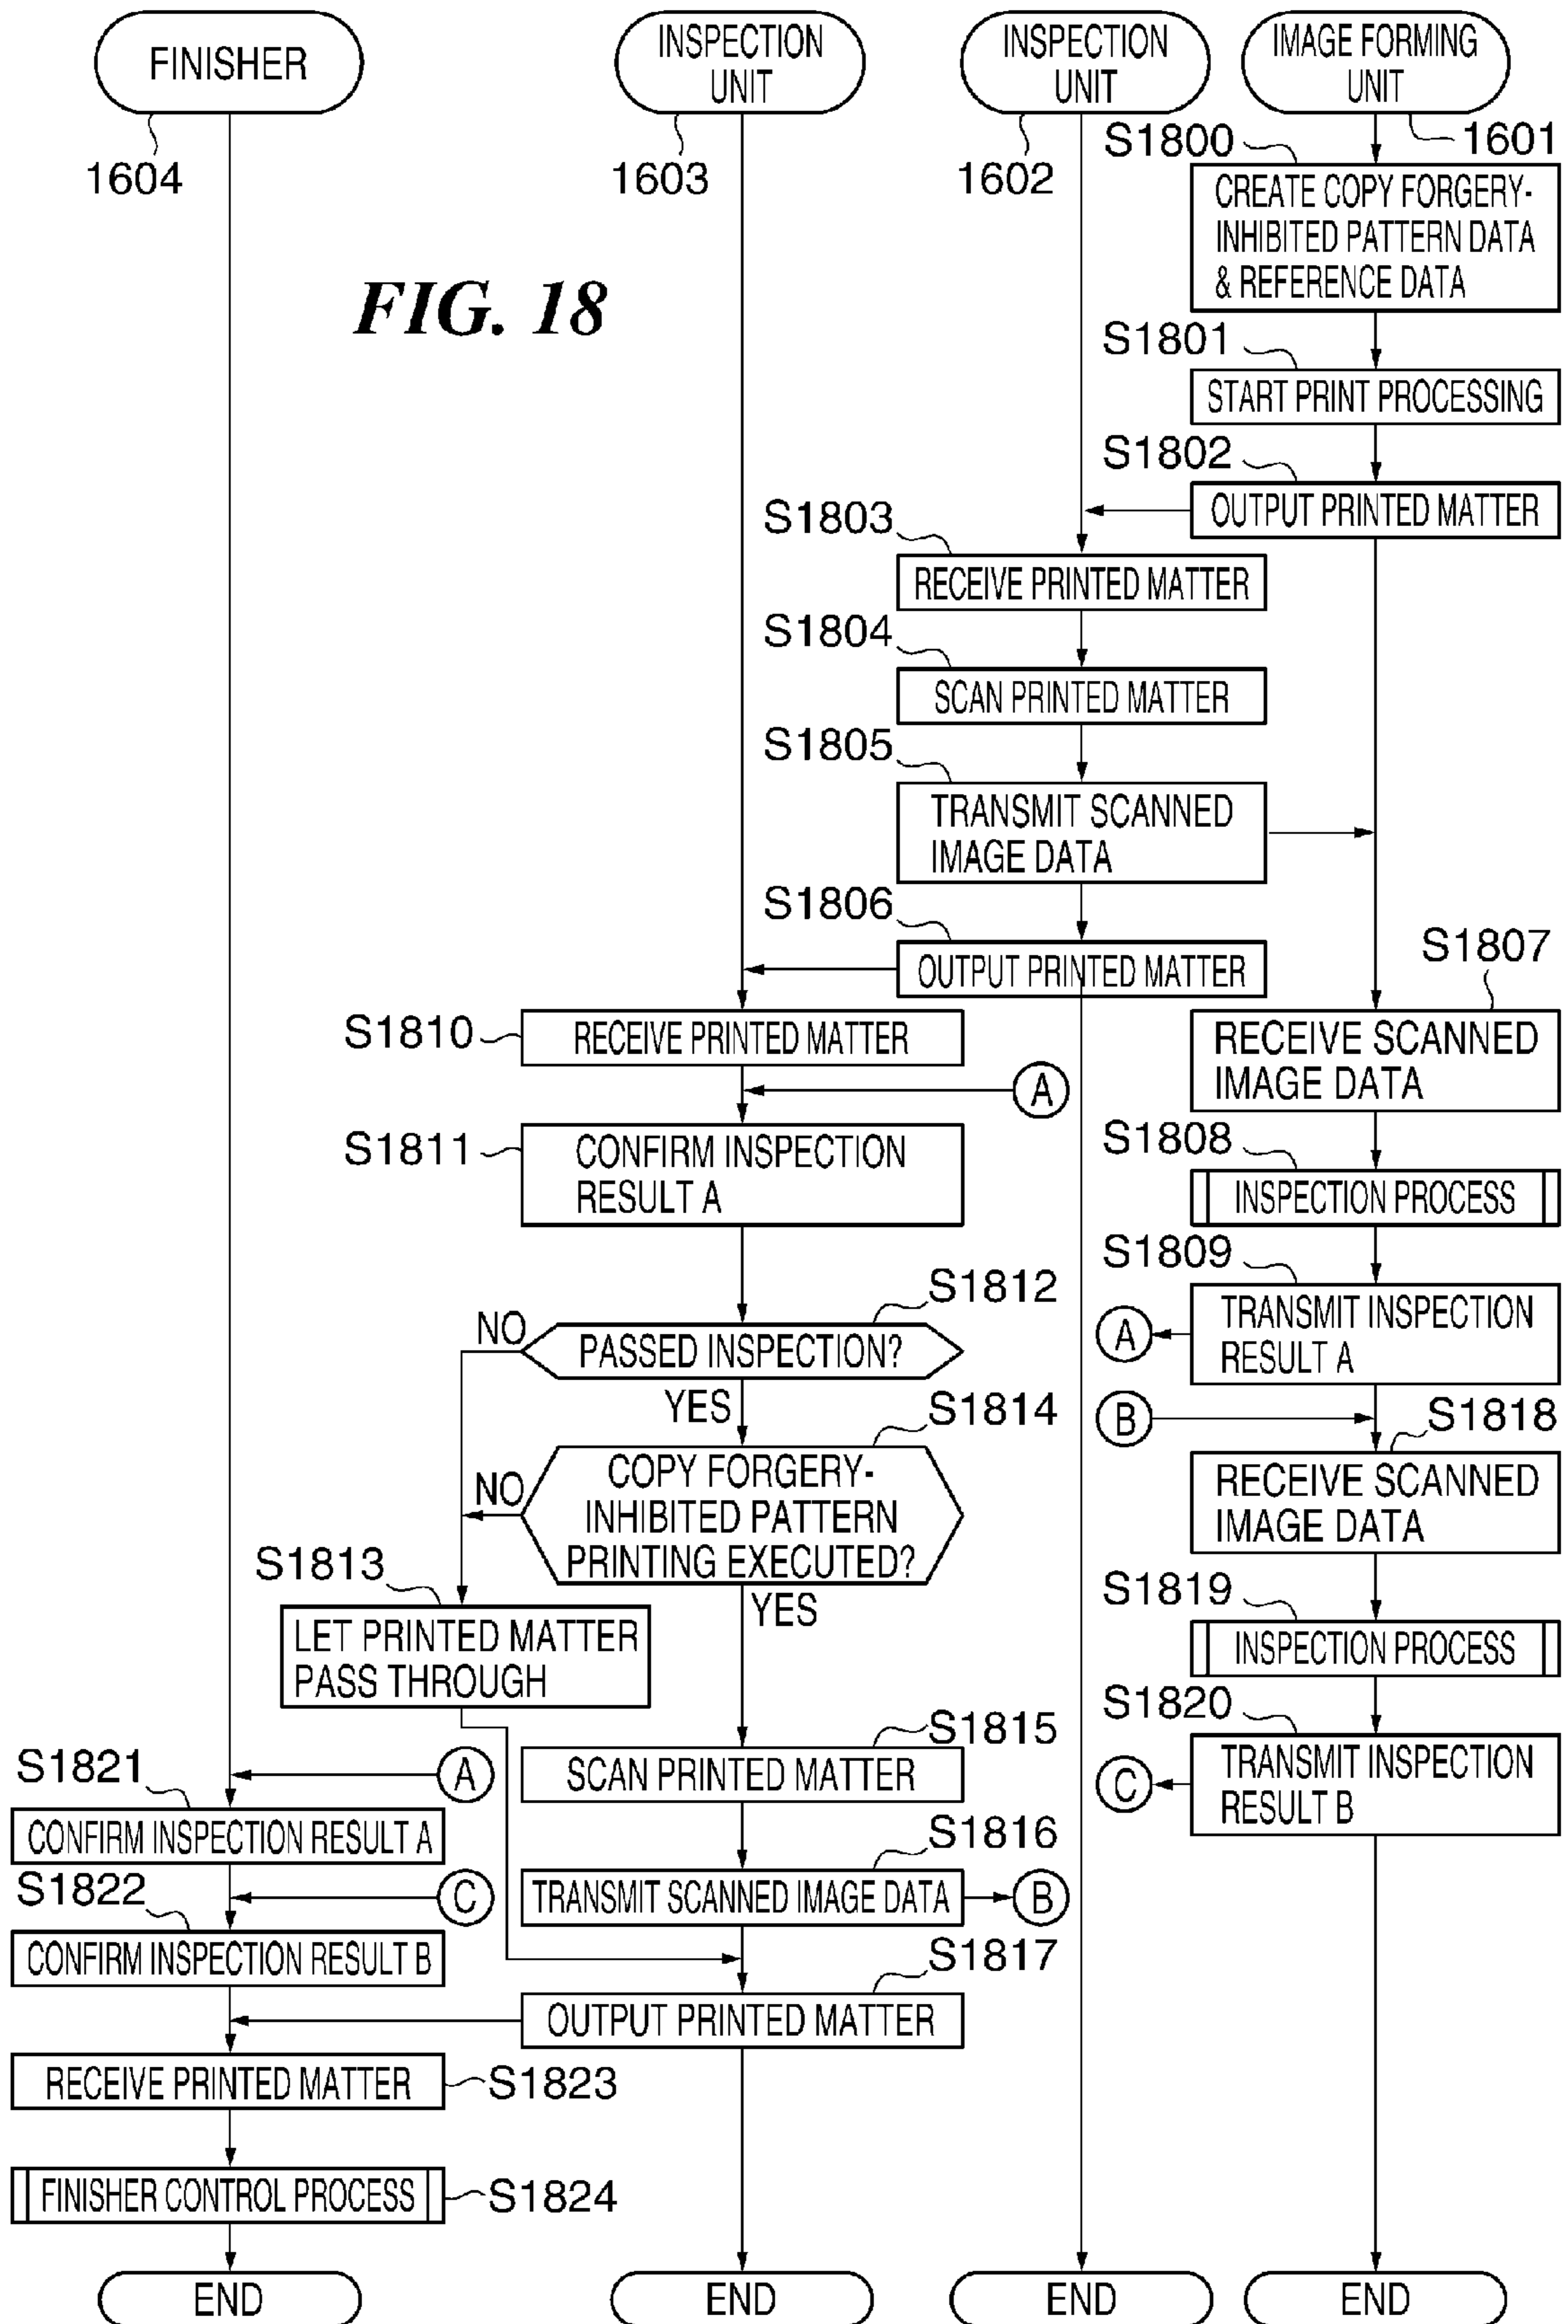 FINISHER
INSPECTION
UNIT
INSPECTION
UNIT
IMAGE FORMING
UNIT
1604
1603
1602
1601
FIG. 18
S1800
CREATE COPY FORGERY-
INHIBITED PATTERN DATA
& REFERENCE DATA
S1801
START PRINT PROCESSING
S1802
OUTPUT PRINTED MATTER
S1803
RECEIVE PRINTED MATTER
S1804
SCAN PRINTED MATTER
S1805
TRANSMIT SCANNED
IMAGE DATA
S1806
OUTPUT PRINTED MATTER
S1807
RECEIVE SCANNED
IMAGE DATA
S1810
RECEIVE PRINTED MATTER
A
S1811
CONFIRM INSPECTION
RESULT A
S1808
INSPECTION PROCESS
S1809
TRANSMIT INSPECTION
RESULT A
A
S1812
PASSED INSPECTION?
NO
YES
B
S1818
RECEIVE SCANNED
IMAGE DATA
S1814
COPY FORGERY-
INHIBITED PATTERN
PRINTING EXECUTED?
NO
YES
S1813
LET PRINTED MATTER
PASS THROUGH
S1819
INSPECTION PROCESS
S1820
TRANSMIT INSPECTION
RESULT B
C
S1815
SCAN PRINTED MATTER
S1821
A
CONFIRM INSPECTION RESULT A
S1816
TRANSMIT SCANNED IMAGE DATA
B
S1822
C
CONFIRM INSPECTION RESULT B
S1817
OUTPUT PRINTED MATTER
RECEIVE PRINTED MATTER
S1823
FINISHER CONTROL PROCESS
S1824
END
END
END
END